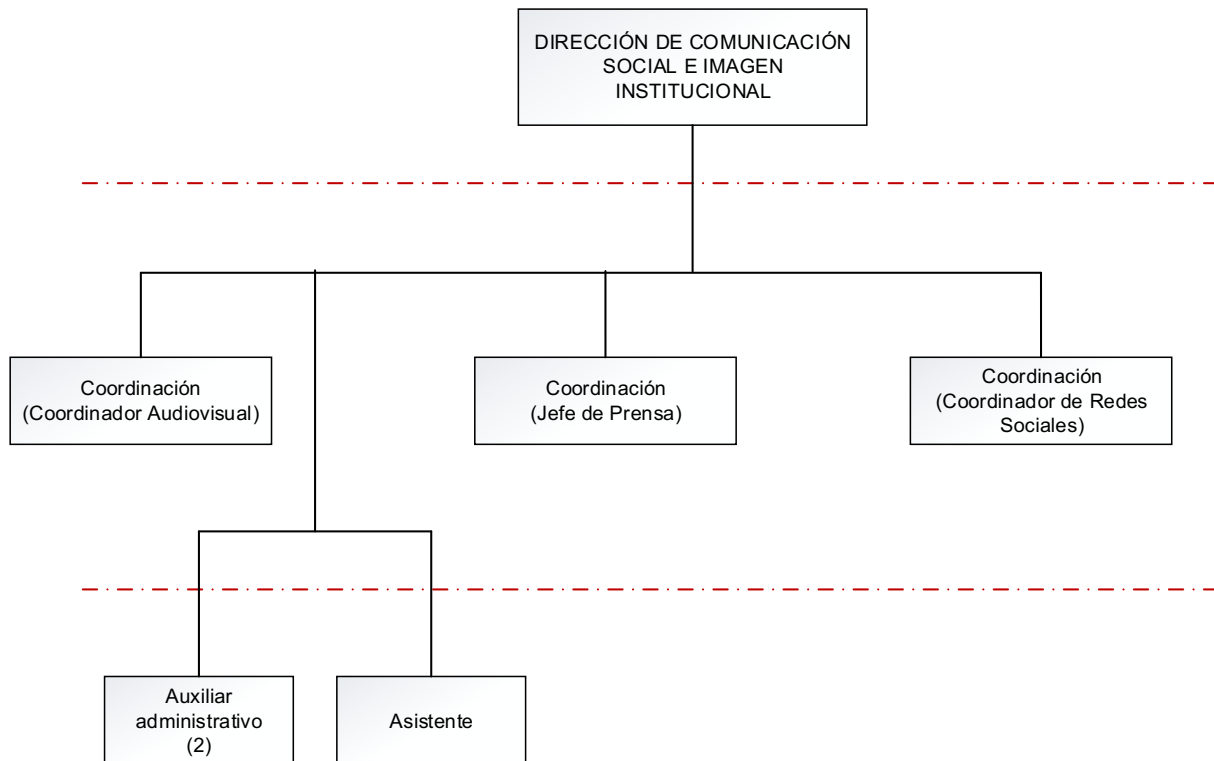 DIRECCIÓN DE COMUNICACIÓN
SOCIAL E IMAGEN
INSTITUCIONAL
Coordinación
(Coordinador Audiovisual)
Coordinación
(Jefe de Prensa)
Coordinación
(Coordinador de Redes
Sociales)
Auxiliar
administrativo
(2)
Asistente